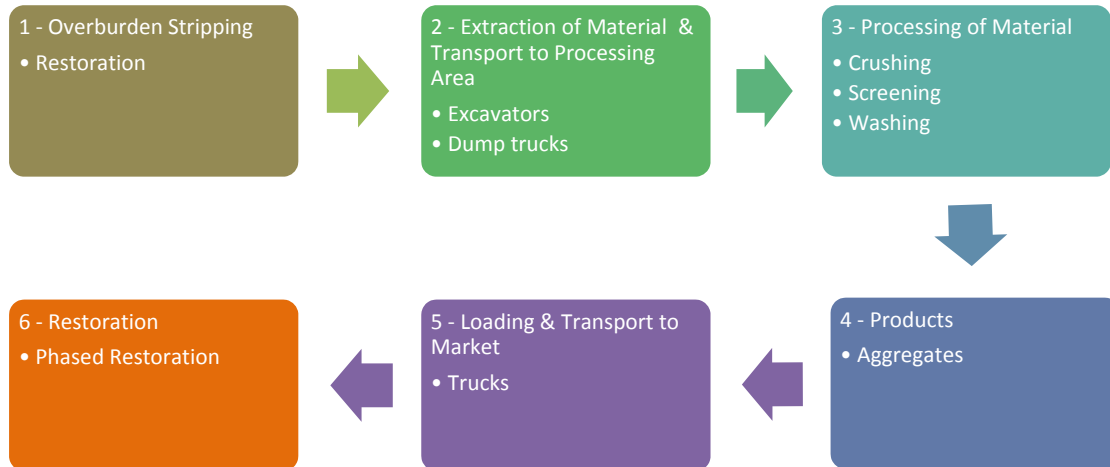 1 - Overburden Stripping
• Restoration
2 - Extraction of Material & 
Transport to Processing
Area
• Excavators
• Dump trucks
3 - Processing of Material
• Crushing
• Screening
• Washing
4 - Products
• Aggregates
5 - Loading & Transport to
Market
• Trucks
6 - Restoration
• Phased Restoration